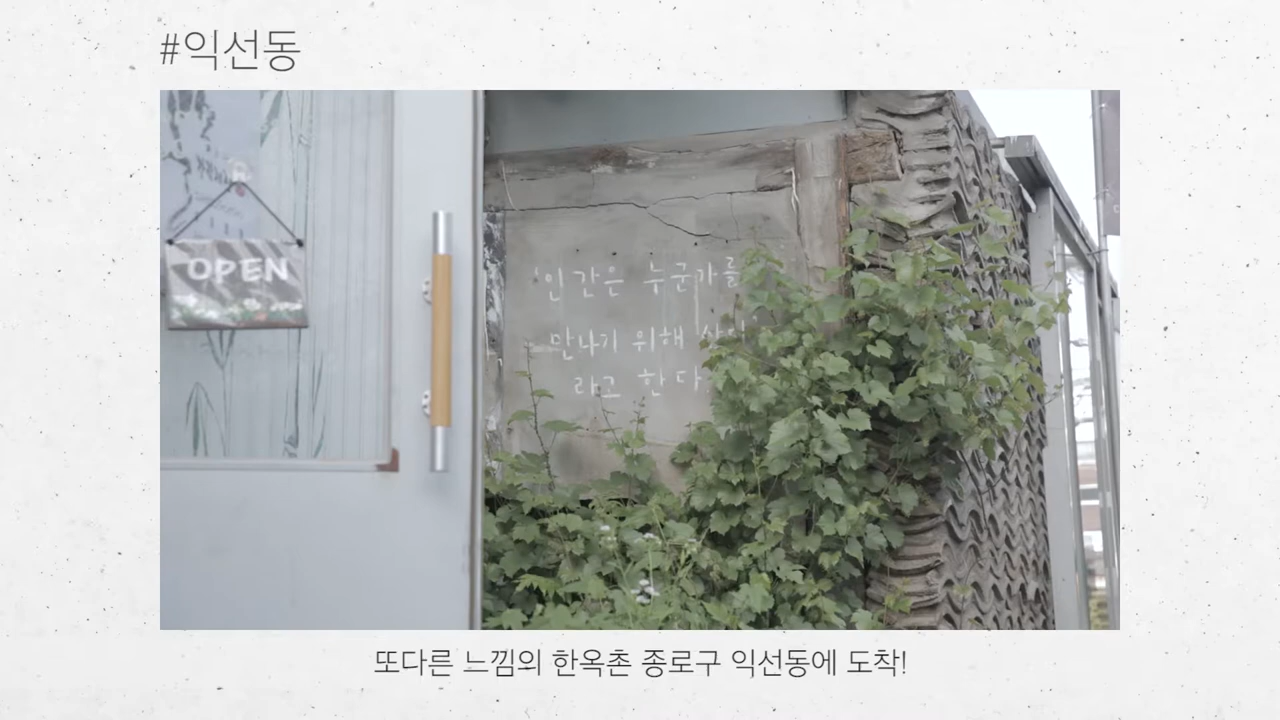 #익선동
OPEN
'인간은 누군가를
만나기 위해
라고 한다
또다른 느낌의 한옥촌 종로구 익선동에 도착!